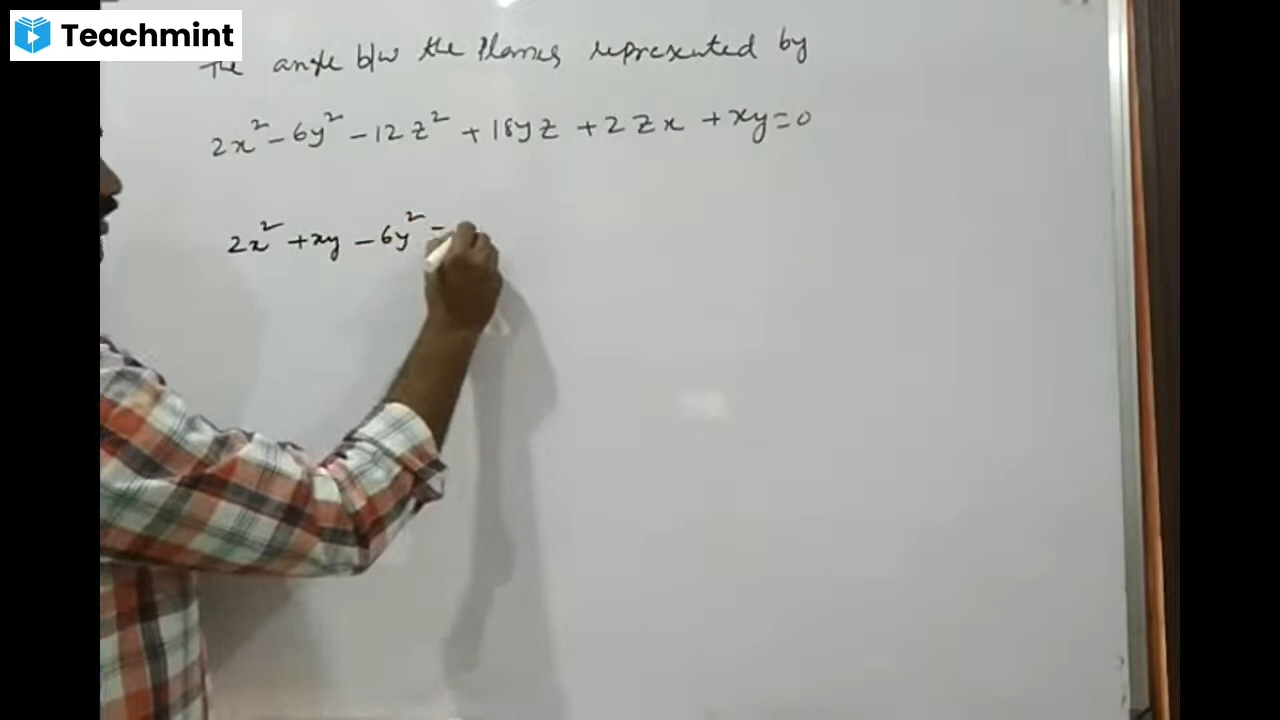 Teachmint
The angle b/w the Planes represented by
2x² - 6y² - 12z² + 18yz + 2zx + xy = 0
2x² + xy - 6y² =